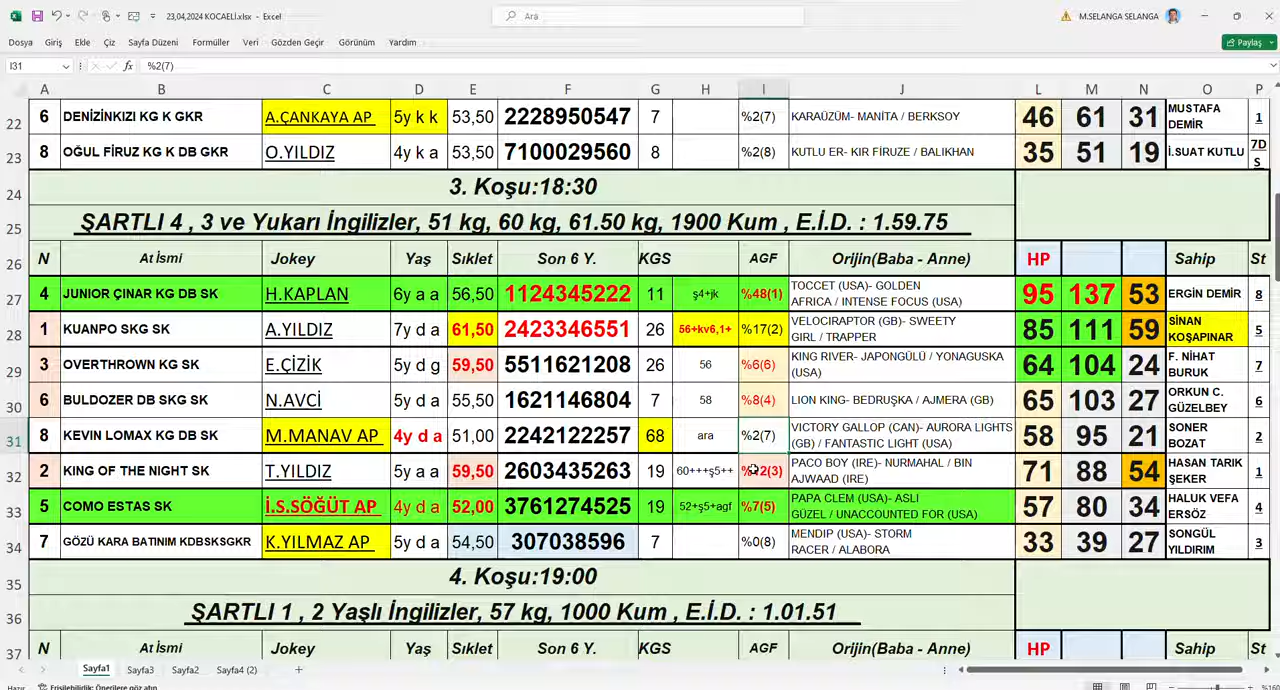 23,04,2024 KOCAELİ.xlsx - Excel
Ara
M.SELANGA SELANGA
Dosya Giriş Ekle Çiz Sayfa Düzeni Formüller Veri Gözden Geçir Görünüm Yardım
Paylaş
I31 fx %2(7)
A B C D E F G H I J L M N O P
22 6 DENİZİNKIZI KG K GKR A.ÇANKAYA AP 5y k k 53,50 2228950547 7 %2(7) KARAÜZÜM- MANİTA / BERKSOY 46 61 31 MUSTAFA DEMİR 1
23 8 OĞUL FİRUZ KG K DB GKR O.YILDIZ 4y k a 53,50 7100029560 8 %2(8) KUTLU ER- KIR FİRUZE / BALIKHAN 35 51 19 İ.SUAT KUTLU 7D S
24 3. Koşu:18:30
25 ŞARTLI 4 , 3 ve Yukarı İngilizler, 51 kg, 60 kg, 61.50 kg, 1900 Kum , E.İ.D. : 1.59.75
26 N At İsmi Jokey Yaş Sıklet Son 6 Y. KGS AGF Orijin(Baba - Anne) HP Sahip St
27 4 JUNIOR ÇINAR KG DB SK H.KAPLAN 6y a a 56,50 1124345222 11 ş4+jk %48(1) TOCCET (USA)- GOLDEN AFRICA / INTENSE FOCUS (USA) 95 137 53 ERGİN DEMİR 8
28 1 KUANPO SKG SK A.YILDIZ 7y d a 61,50 2423346551 26 56+kv6,1+ %17(2) VELOCIRAPTOR (GB)- SWEETY GIRL / TRAPPER 85 111 59 SİNAN KOŞAPINAR 5
29 3 OVERTHROWN KG SK E.ÇİZİK 5y d g 59,50 5511621208 26 56 %6(6) KING RIVER- JAPONGÜLÜ / YONAGUSKA (USA) 64 104 24 F. NİHAT BURUK 7
30 6 BULDOZER DB SKG SK N.AVCİ 5y d a 55,50 1621146804 7 58 %8(4) LION KING- BEDRUŞKA / AJMERA (GB) 65 103 27 ORKUN C. GÜZELBEY 6
31 8 KEVIN LOMAX KG DB SK M.MANAV AP 4y d a 51,00 2242122257 68 ara %2(7) VICTORY GALLOP (CAN)- AURORA LIGHTS (GB) / FANTASTIC LIGHT (USA) 58 95 21 SONER BOZAT 2
32 2 KING OF THE NIGHT SK T.YILDIZ 5y a a 59,50 2603435263 19 60+++ş5++ PACO BOY (IRE)- NURMAHAL / BIN AJWAAD (IRE) 71 88 54 HASAN TARIK ŞEKER 1
33 5 COMO ESTAS SK İ.S.SÖĞÜT AP 4y d a 52,00 3761274525 19 52+ş5+agf %7(5) PAPA CLEM (USA)- ASLI GÜZEL / UNACCOUNTED FOR (USA) 57 80 34 HALUK VEFA ERSÖZ 4
34 7 GÖZÜ KARA BATINIM KDBSKSGKR K.YILMAZ AP 5y d a 54,50 307038596 7 %0(8) MENDIP (USA)- STORM RACER / ALABORA 33 39 27 SONGÜL YILDIRIM 3
35 4. Koşu:19:00
36 ŞARTLI 1 , 2 Yaşlı İngilizler, 57 kg, 1000 Kum , E.İ.D. : 1.01.51
37 N At İsmi Jokey Yaş Sıklet Son 6 Y. KGS AGF Orijin(Baba - Anne) HP Sahip St
Sayfa1 Sayfa3 Sayfa2 Sayfa4 (2)
Hazır Erişilebilirlik: Önerilere göz atın %160